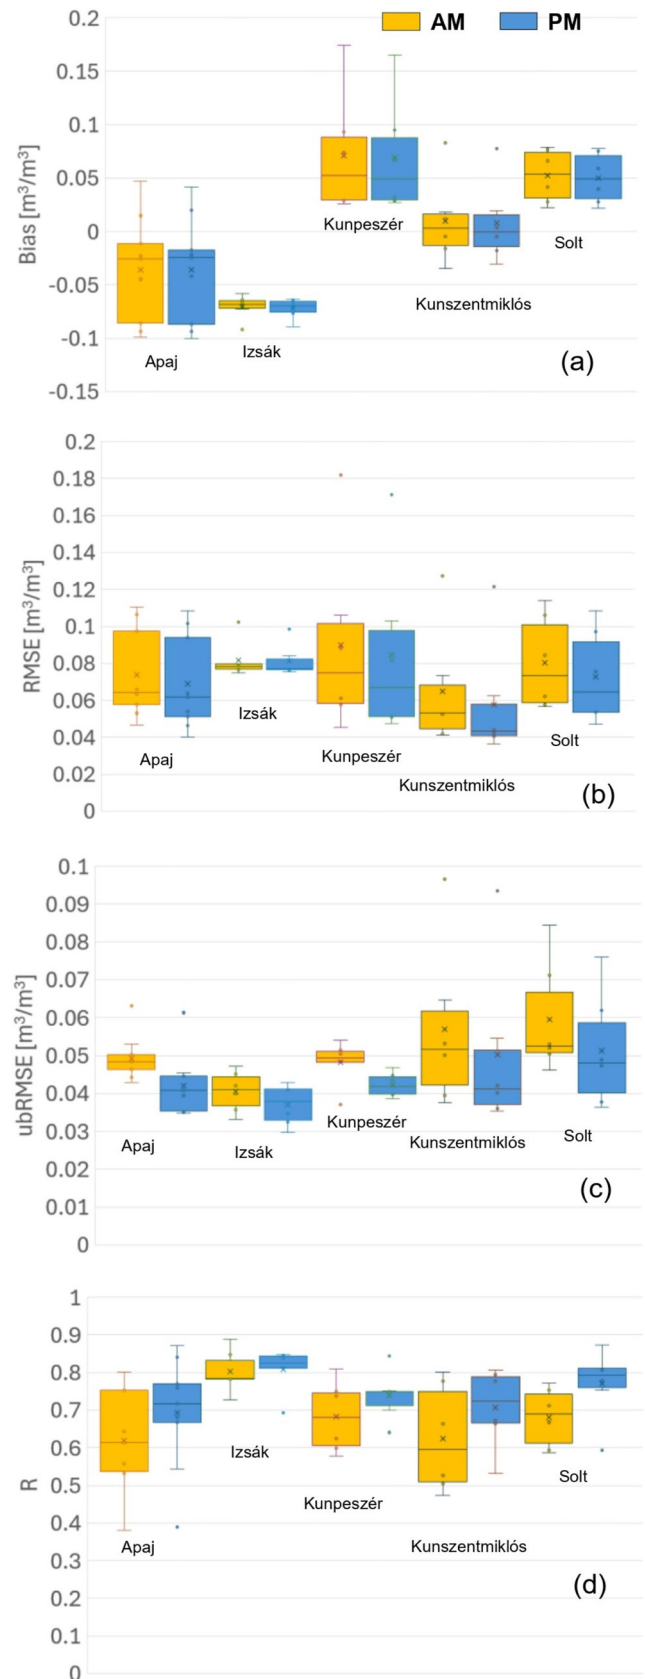 AM PM
Bias [m³/m³]
0.2
0.15
0.1
0.05
0
-0.05
-0.1
-0.15
Apaj
Izsák
Kunpeszér
Kunszentmiklós
Solt
(a)
RMSE [m³/m³]
0.2
0.18
0.16
0.14
0.12
0.1
0.08
0.06
0.04
0.02
0
Apaj
Izsák
Kunpeszér
Kunszentmiklós
Solt
(b)
ubRMSE [m³/m³]
0.1
0.09
0.08
0.07
0.06
0.05
0.04
0.03
0.02
0.01
0
Apaj
Izsák
Kunpeszér
Kunszentmiklós
Solt
(c)
R
1
0.9
0.8
0.7
0.6
0.5
0.4
0.3
0.2
0.1
0
Apaj
Izsák
Kunpeszér
Kunszentmiklós
Solt
(d)